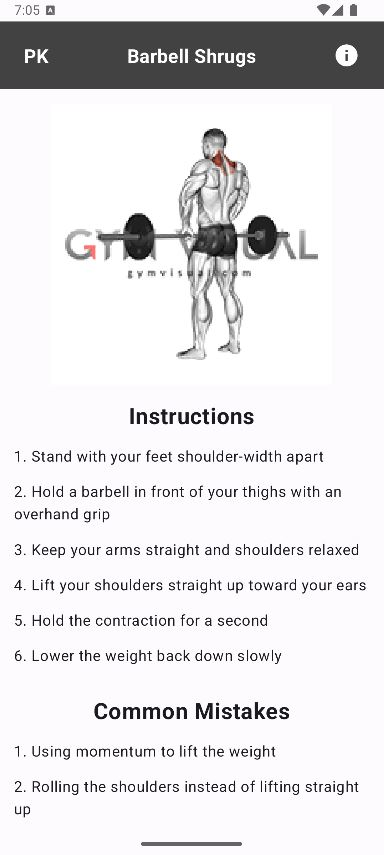 7:05 A
PK Barbell Shrugs i
GYM VISUAL
gymvisual.com
Instructions
1. Stand with your feet shoulder-width apart
2. Hold a barbell in front of your thighs with an
overhand grip
3. Keep your arms straight and shoulders relaxed
4. Lift your shoulders straight up toward your ears
5. Hold the contraction for a second
6. Lower the weight back down slowly
Common Mistakes
1. Using momentum to lift the weight
2. Rolling the shoulders instead of lifting straight
up